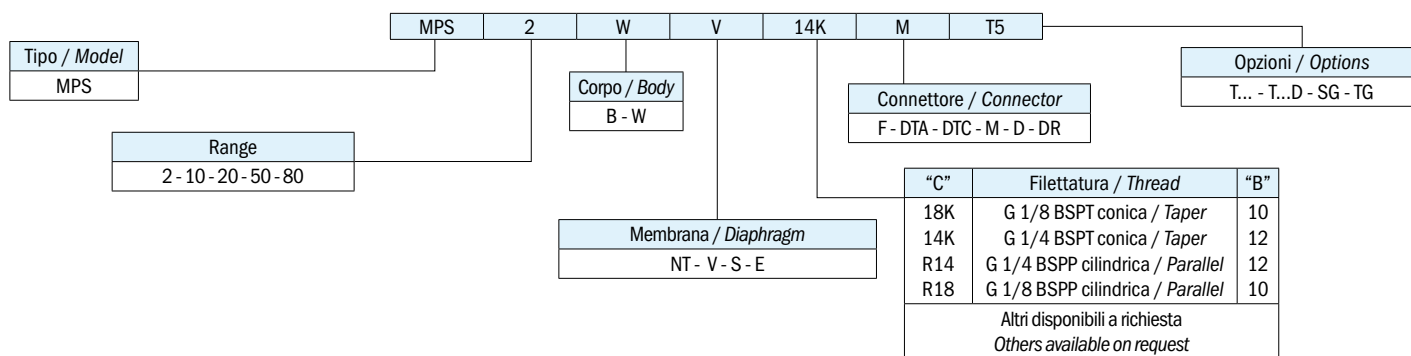 MPS 2 W V 14K M T5
Tipo / Model
MPS
Corpo / Body
B - W
Connettore / Connector
F - DTA - DTC - M - D - DR
Opzioni / Options
T... - T...D - SG - TG
Range
2 - 10 - 20 - 50 - 80
Membrana / Diaphragm
NT - V - S - E
“C” Filettatura / Thread “B”
18K G 1/8 BSPT conica / Taper 10
14K G 1/4 BSPT conica / Taper 12
R14 G 1/4 BSPP cilindrica / Parallel 12
R18 G 1/8 BSPP cilindrica / Parallel 10
Altri disponibili a richiesta
Others available on request